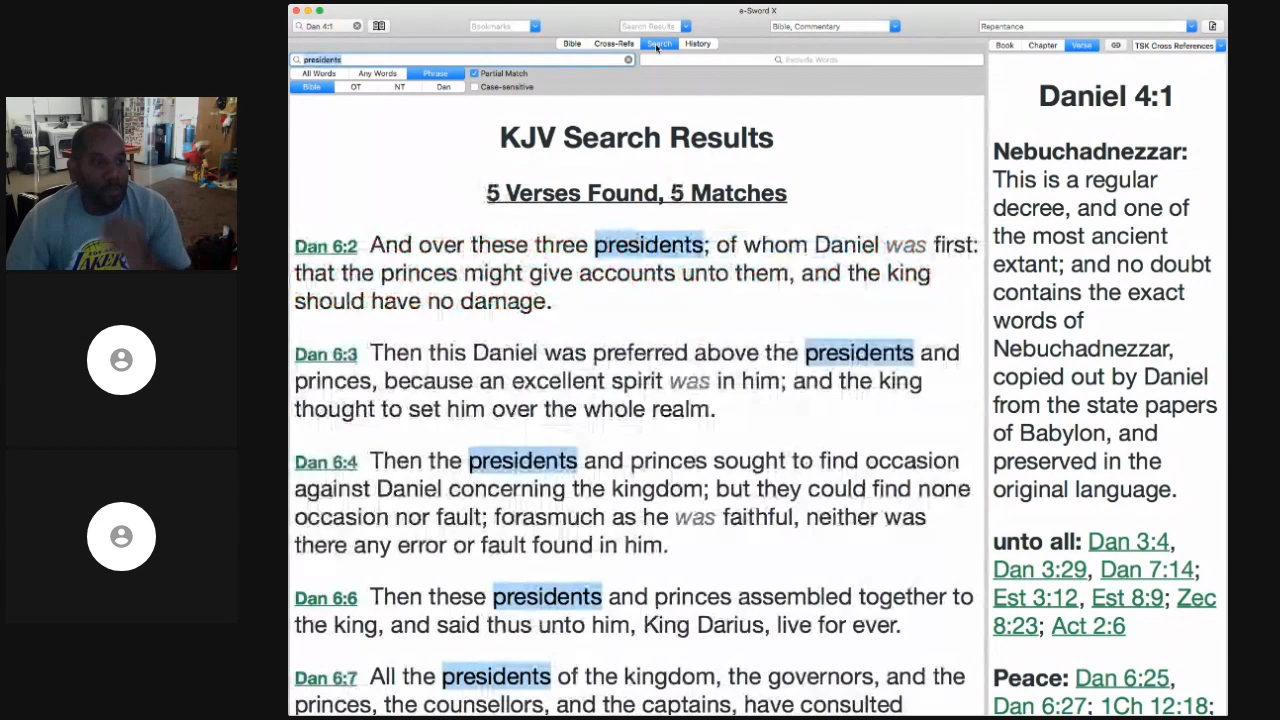 e-Sword X
Dan 4:1
Bookmarks
Search Results
Bible, Commentary
Repentance
Bible
Cross-Refs
Search
History
Book
Chapter
Verse
TSK Cross References
presidents
Exclude Words
All Words
Any Words
Phrase
Partial Match
Bible
OT
NT
Dan
Case-sensitive
KJV Search Results
5 Verses Found, 5 Matches
Dan 6:2 And over these three presidents; of whom Daniel was first:
that the princes might give accounts unto them, and the king
should have no damage.
Dan 6:3 Then this Daniel was preferred above the presidents and
princes, because an excellent spirit was in him; and the king
thought to set him over the whole realm.
Dan 6:4 Then the presidents and princes sought to find occasion
against Daniel concerning the kingdom; but they could find none
occasion nor fault; forasmuch as he was faithful, neither was
there any error or fault found in him.
Dan 6:6 Then these presidents and princes assembled together to
the king, and said thus unto him, King Darius, live for ever.
Dan 6:7 All the presidents of the kingdom, the governors, and the
princes, the counsellors, and the captains, have consulted
Daniel 4:1
Nebuchadnezzar:
This is a regular
decree, and one of
the most ancient
extant; and no doubt
contains the exact
words of
Nebuchadnezzar,
copied out by Daniel
from the state papers
of Babylon, and
preserved in the
original language.
unto all: Dan 3:4,
Dan 3:29, Dan 7:14;
Est 3:12, Est 8:9; Zec
8:23; Act 2:6
Peace: Dan 6:25,
Dan 6:27; 1Ch 12:18;
LAKERS